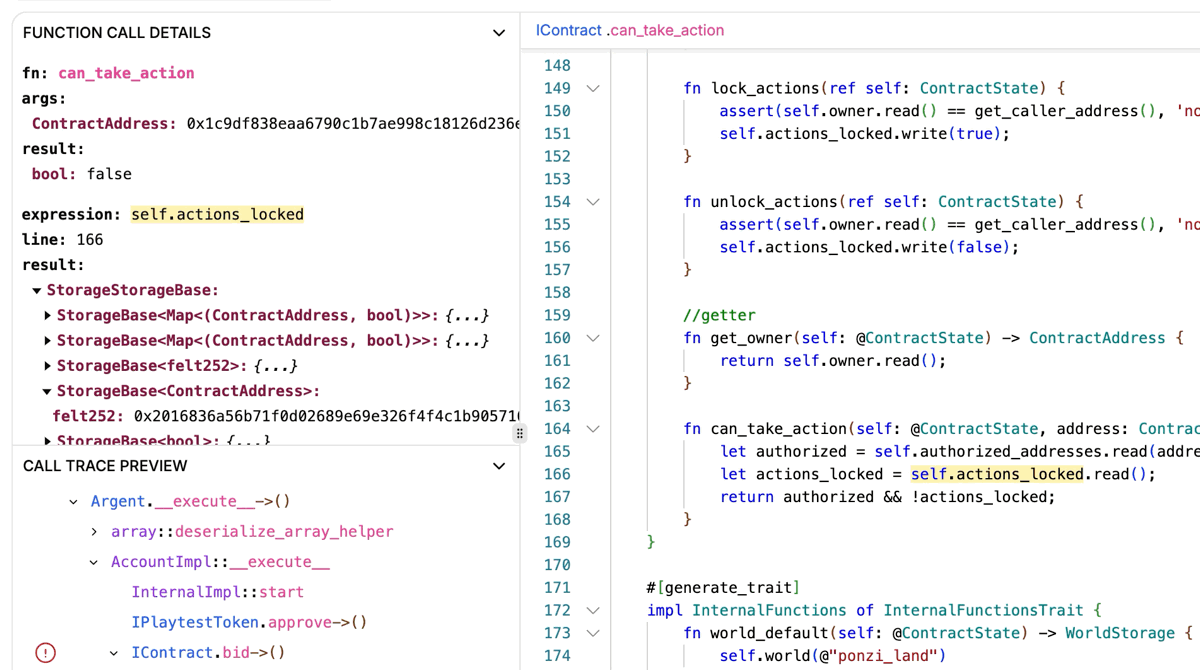 FUNCTION CALL DETAILS
fn: can_take_action
args:
ContractAddress: 0x1c9df838eaa6790c1b7ae998c18126d236e
result:
bool: false
expression: self.actions_locked
line: 166
result:
StorageStorageBase:
StorageBase<Map<(ContractAddress, bool)>>: {...}
StorageBase<Map<(ContractAddress, bool)>>: {...}
StorageBase<felt252>: {...}
StorageBase<ContractAddress>:
felt252: 0x2016836a56b71f0d02689e69e326f4f4c1b90571
StorageBase<bool>: {...}
CALL TRACE PREVIEW
Argent.__execute__->()
array::deserialize_array_helper
AccountImpl::__execute__
InternalImpl::start
IPlaytestToken.approve->()
IContract.bid->()
IContract .can_take_action
148
149 fn lock_actions(ref self: ContractState) {
150 assert(self.owner.read() == get_caller_address(), 'no
151 self.actions_locked.write(true);
152 }
153
154 fn unlock_actions(ref self: ContractState) {
155 assert(self.owner.read() == get_caller_address(), 'no
156 self.actions_locked.write(false);
157 }
158
159 //getter
160 fn get_owner(self: @ContractState) -> ContractAddress {
161 return self.owner.read();
162 }
163
164 fn can_take_action(self: @ContractState, address: Contrac
165 let authorized = self.authorized_addresses.read(addre
166 let actions_locked = self.actions_locked.read();
167 return authorized && !actions_locked;
168 }
169 }
170
171 #[generate_trait]
172 impl InternalFunctions of InternalFunctionsTrait {
173 fn world_default(self: @ContractState) -> WorldStorage {
174 self.world(@"ponzi_land")